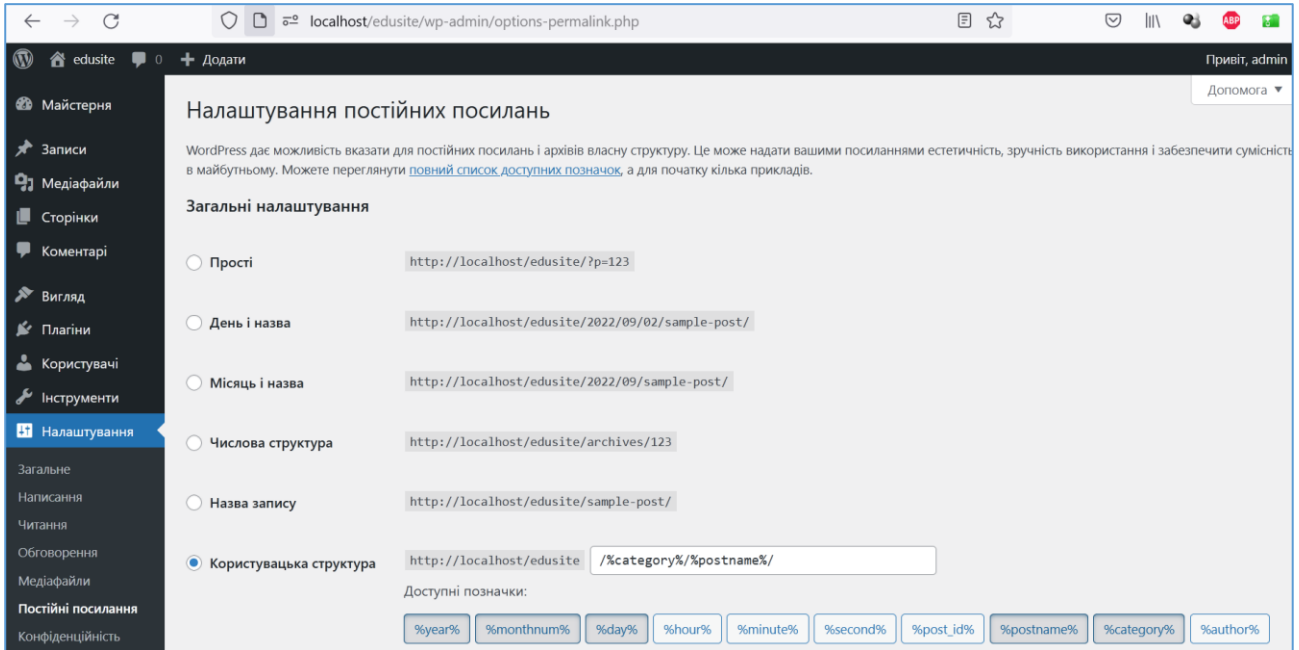 localhost/edusite/wp-admin/options-permalink.php
ABP
edusite 0 Додати Привіт, admin
Допомога
Майстерня
Записи
Медіафайли
Сторінки
Коментарі
Вигляд
Плагіни
Користувачі
Інструменти
Налаштування
Загальне
Написання
Читання
Обговорення
Медіафайли
Постійні посилання
Конфіденційність
Налаштування постійних посилань
WordPress дає можливість вказати для постійних посилань і архівів власну структуру. Це може надати вашими посиланнями естетичність, зручність використання і забезпечити сумісність
в майбутньому. Можете переглянути повний список доступних позначок, а для початку кілька прикладів.
Загальні налаштування
Прості http://localhost/edusite/?p=123
День і назва http://localhost/edusite/2022/09/02/sample-post/
Місяць і назва http://localhost/edusite/2022/09/sample-post/
Числова структура http://localhost/edusite/archives/123
Назва запису http://localhost/edusite/sample-post/
Користувацька структура http://localhost/edusite /%category%/%postname%/
Доступні позначки:
%year% %monthnum% %day% %hour% %minute% %second% %post_id% %postname% %category% %author%